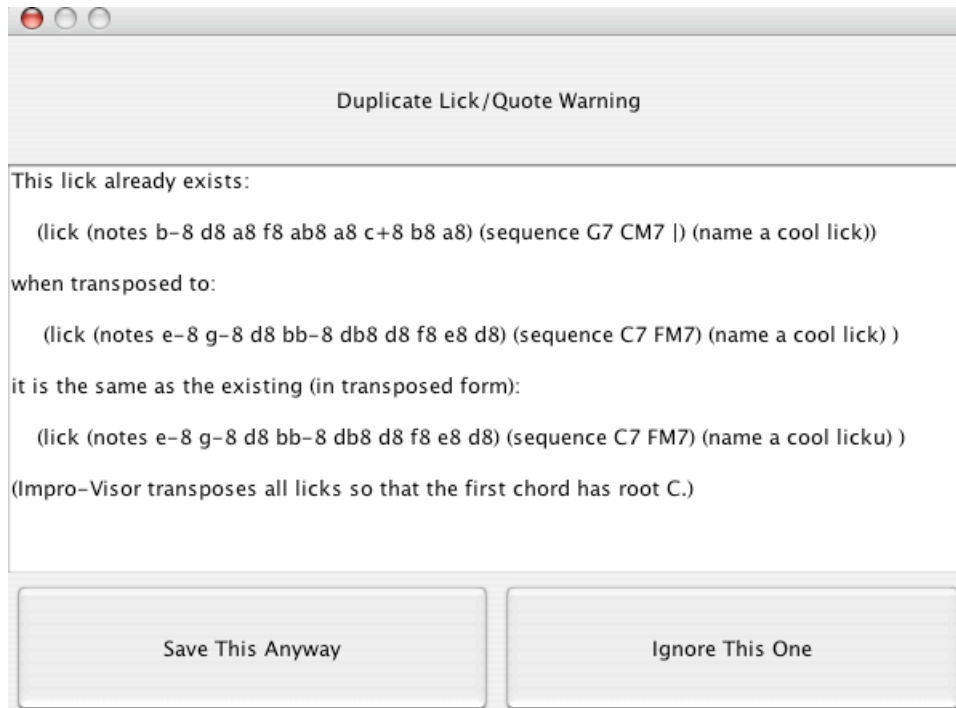 Duplicate Lick/Quote Warning
This lick already exists:
(lick (notes b-8 d8 a8 f8 ab8 a8 c+8 b8 a8) (sequence G7 CM7 |) (name a cool lick))
when transposed to:
(lick (notes e-8 g-8 d8 bb-8 db8 d8 f8 e8 d8) (sequence C7 FM7) (name a cool lick) )
it is the same as the existing (in transposed form):
(lick (notes e-8 g-8 d8 bb-8 db8 d8 f8 e8 d8) (sequence C7 FM7) (name a cool licku) )
(Impro-Visor transposes all licks so that the first chord has root C.)
Save This Anyway
Ignore This One